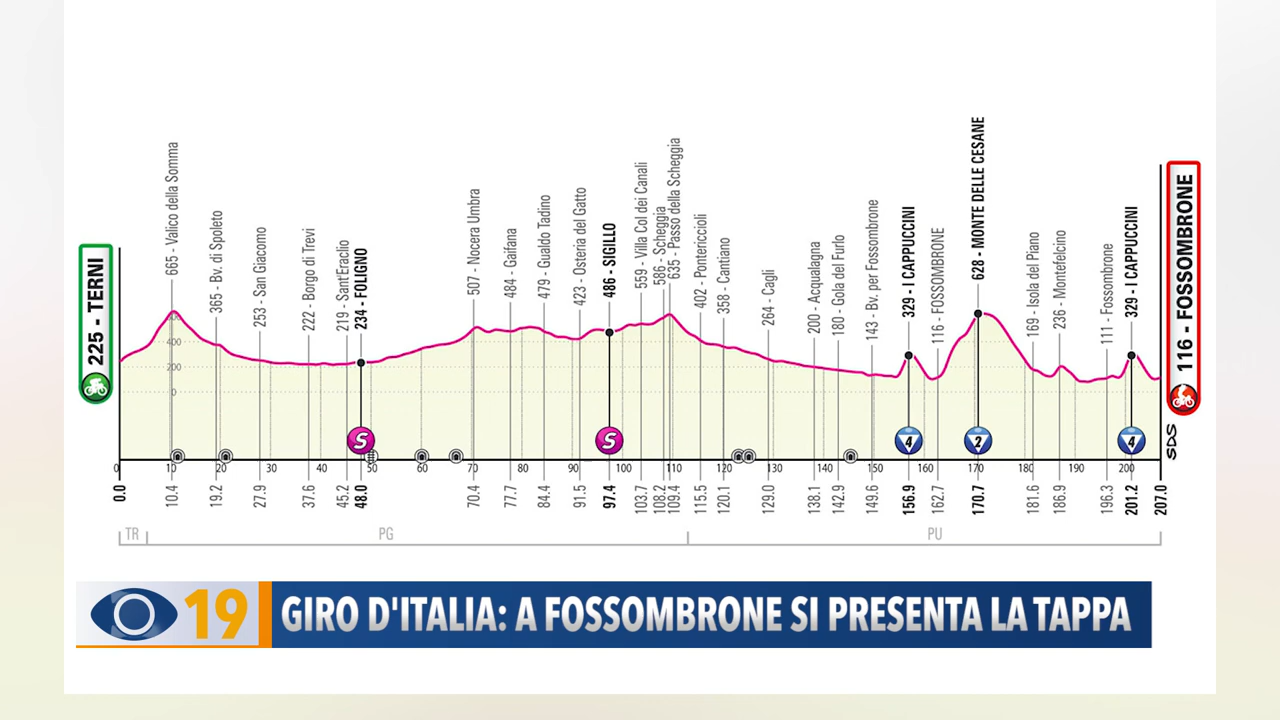 225 - TERNI
665 - Valico della Somma
365 - Bv. di Spoleto
253 - San Giacomo
222 - Borgo di Trevi
219 - Sant'Eraclio
234 - FOLIGNO
507 - Nocera Umbra
484 - Gaifana
479 - Gualdo Tadino
423 - Osteria del Gatto
486 - SIGILLO
559 - Villa Col dei Canali
586 - Scheggia
635 - Passo della Scheggia
402 - Pontericcioli
358 - Cantiano
264 - Cagli
200 - Acqualagna
180 - Gola del Furlo
143 - Bv. per Fossombrone
329 - I CAPPUCCINI
116 - FOSSOMBRONE
628 - MONTE DELLE CESANE
169 - Isola del Piano
186 - Montefelcino
111 - Fossombrone
329 - I CAPPUCCINI
116 - FOSSOMBRONE
600
400
200
0
S S 4 2 4
SDS
0 10 20 30 40 50 60 70 80 90 100 110 120 130 140 150 160 170 180 190 200
0.0 10.4 19.2 27.9 37.6 45.2 48.0 70.4 77.7 84.4 91.5 97.4 103.7 108.2 109.4 115.5 120.1 129.0 138.1 142.9 149.6 156.9 162.7 170.7 181.6 186.9 196.3 201.2 207.0
TR PG PU
19 GIRO D'ITALIA: A FOSSOMBRONE SI PRESENTA LA TAPPA